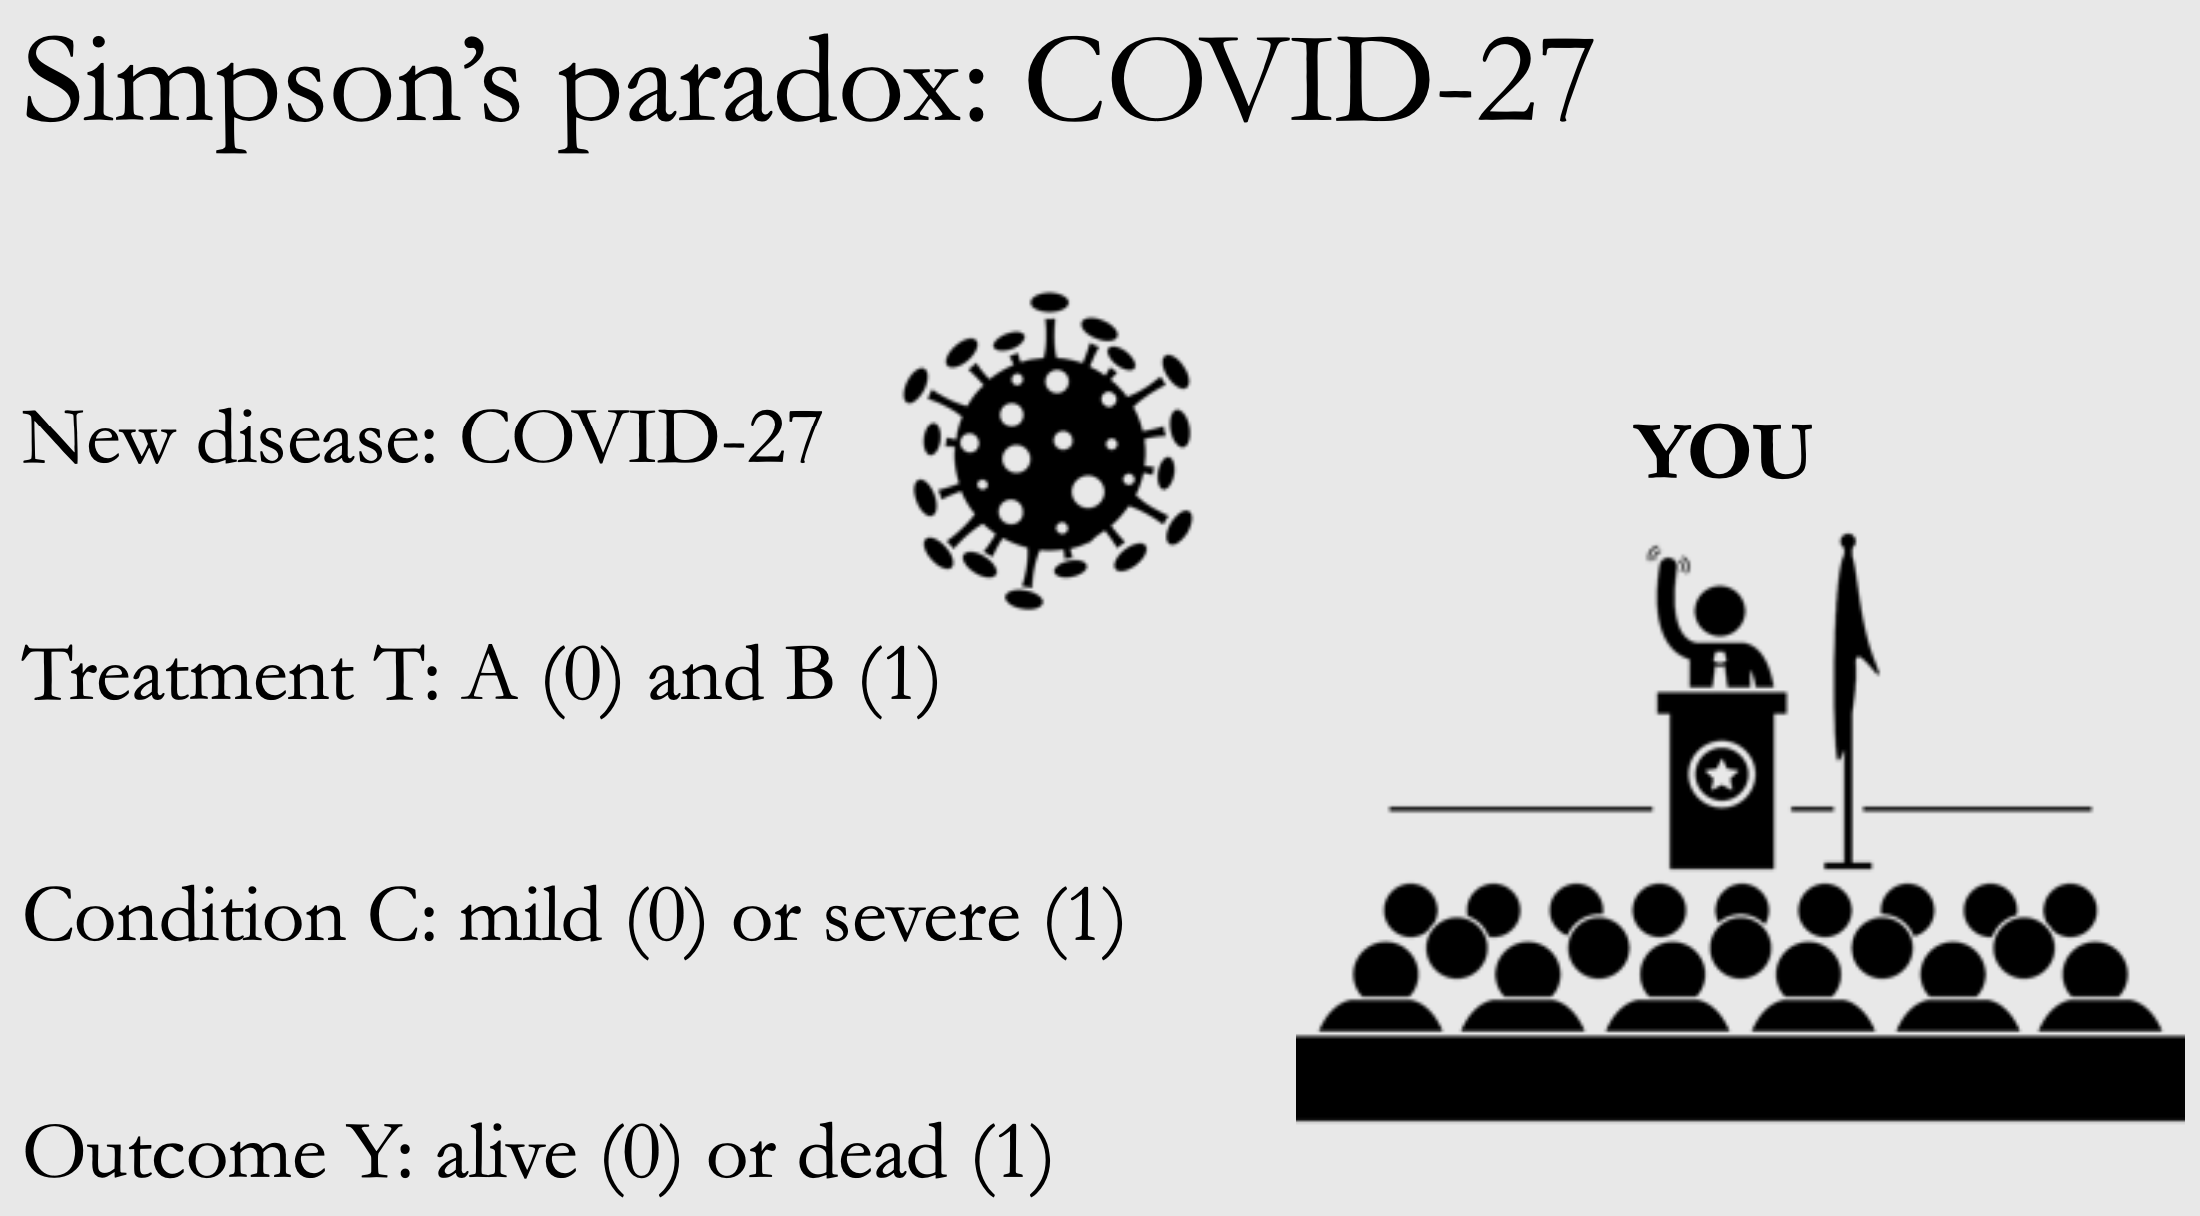 Simpson’s paradox: COVID-27
New disease: COVID-27
YOU
Treatment T: A (0) and B (1)
Condition C: mild (0) or severe (1)
Outcome Y: alive (0) or dead (1)